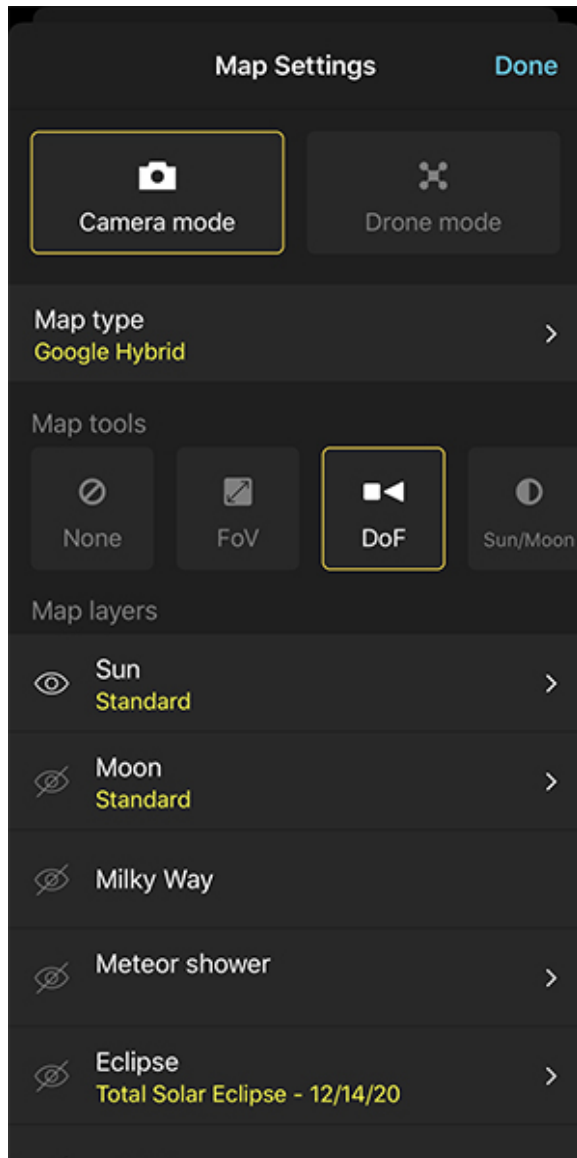 Map Settings
Done
Camera mode
Drone mode
Map type
Google Hybrid
Map tools
None
FoV
DoF
Sun/Moon
Map layers
Sun
Standard
Moon
Standard
Milky Way
Meteor shower
Eclipse
Total Solar Eclipse - 12/14/20